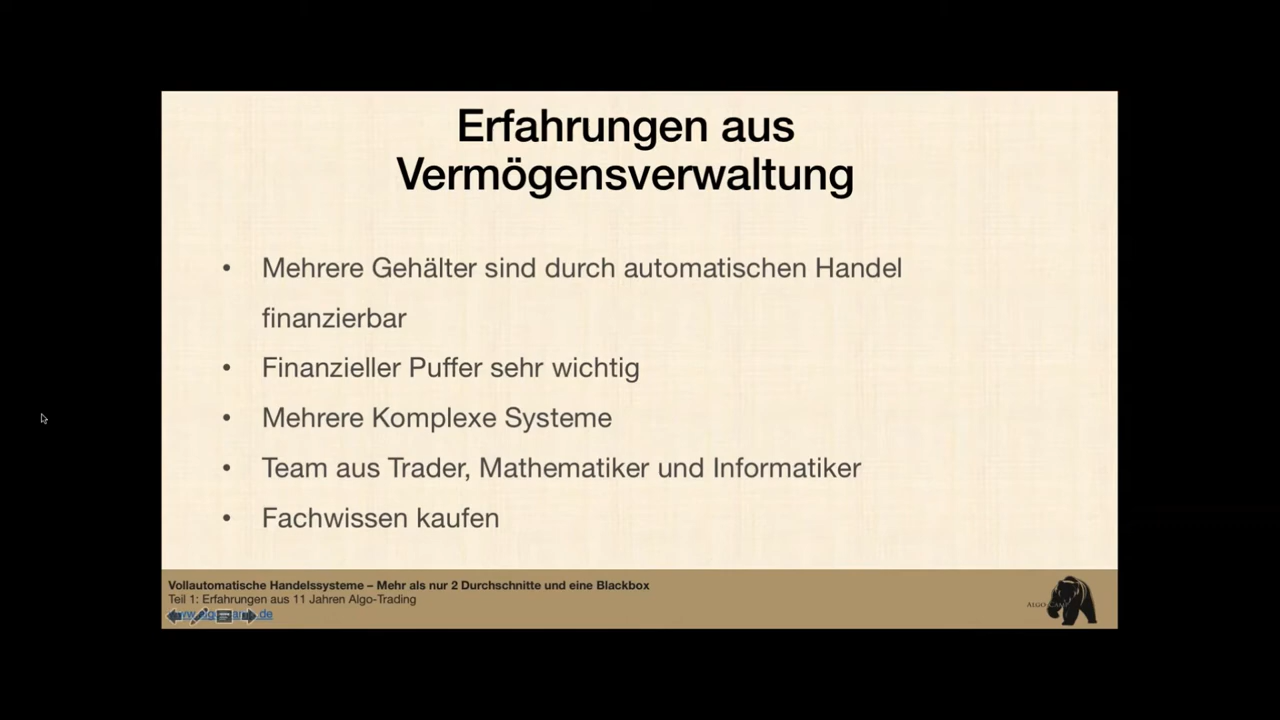 Erfahrungen aus
Vermögensverwaltung
• Mehrere Gehälter sind durch automatischen Handel
finanzierbar
• Finanzieller Puffer sehr wichtig
• Mehrere Komplexe Systeme
• Team aus Trader, Mathematiker und Informatiker
• Fachwissen kaufen
Vollautomatische Handelssysteme – Mehr als nur 2 Durchschnitte und eine Blackbox
Teil 1: Erfahrungen aus 11 Jahren Algo-Trading